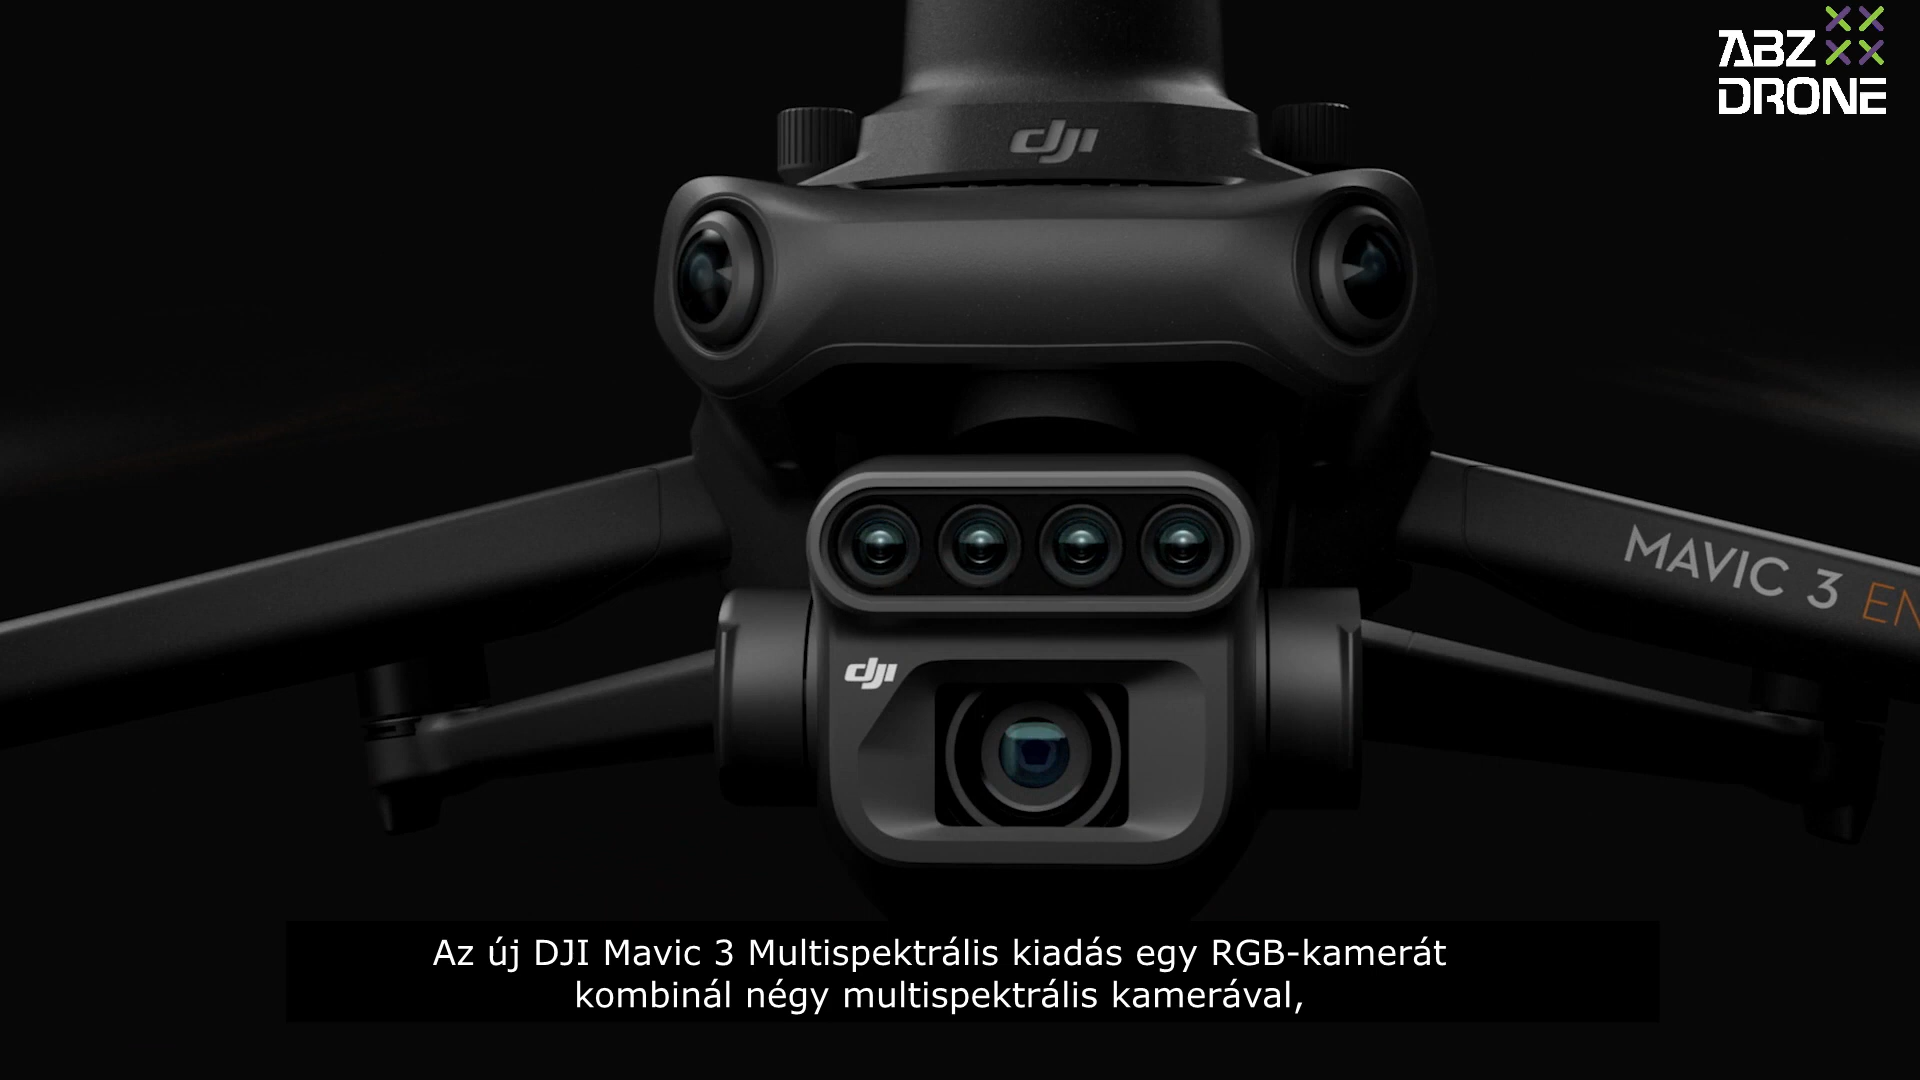 ABZ
DRONE
dji
MAVIC 3 EN
dji
Az új DJI Mavic 3 Multispektrális kiadás egy RGB-kamerát
kombinál négy multispektrális kamerával,